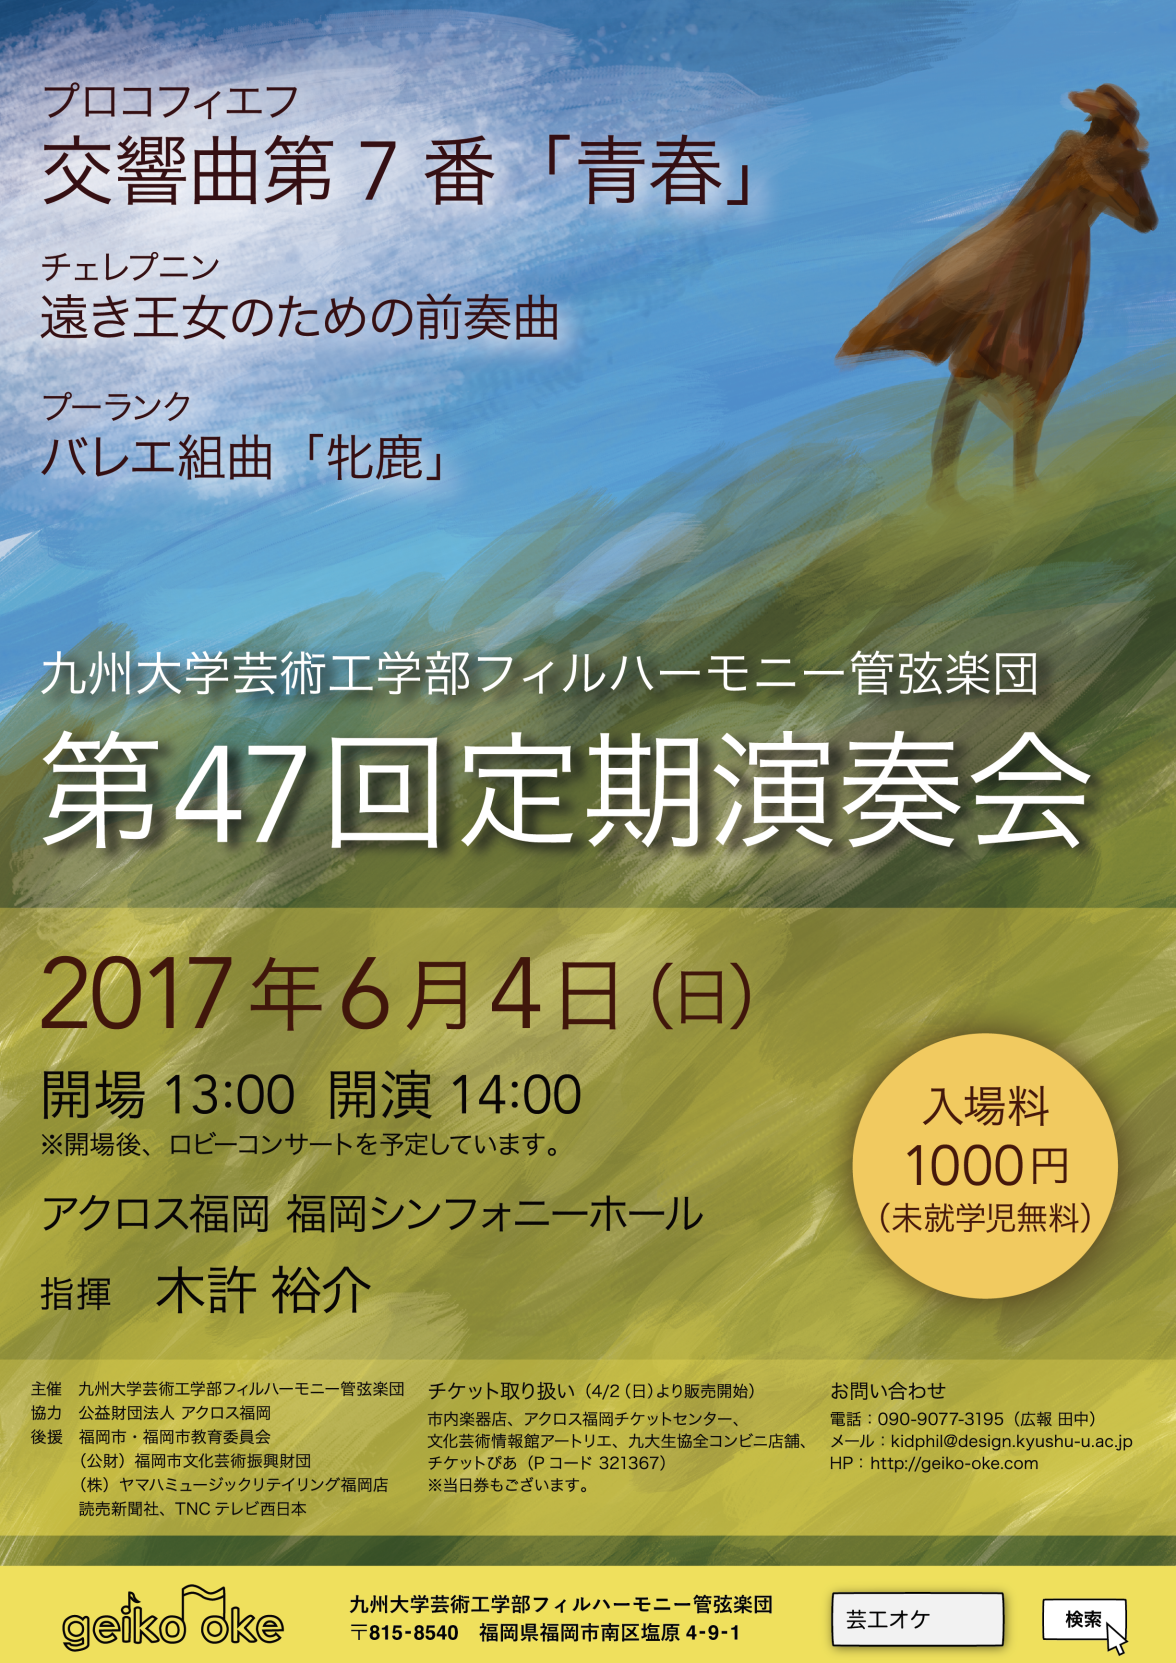 プロコフィエフ
交響曲第 7 番「青春」
チェレプニン
遠き王女のための前奏曲
プーランク
バレエ組曲「牝鹿」
九州大学芸術工学部フィルハーモニー管弦楽団
第47回定期演奏会
2017年6月4日(日)
開場 13:00 開演 14:00
※開場後、ロビーコンサートを予定しています。
アクロス福岡 福岡シンフォニーホール
指揮 木許 裕介
入場料
1000円
(未就学児無料)
主催 九州大学芸術工学部フィルハーモニー管弦楽団
協力 公益財団法人 アクロス福岡
後援 福岡市・福岡市教育委員会
(公財)福岡市文化芸術振興財団
(株)ヤマハミュージックリテイリング福岡店
読売新聞社、TNCテレビ西日本
チケット取り扱い(4/2(日)より販売開始)
市内楽器店、アクロス福岡チケットセンター、
文化芸術情報館アートリエ、九大生協全コンビニ店舗、
チケットぴあ(Pコード 321367)
※当日券もございます。
お問い合わせ
電話:090-9077-3195(広報 田中)
メール:kidphil@design.kyushu-u.ac.jp
HP:http://geiko-oke.com
geiko oke
九州大学芸術工学部フィルハーモニー管弦楽団
〒815-8540 福岡県福岡市南区塩原 4-9-1
芸工オケ
検索